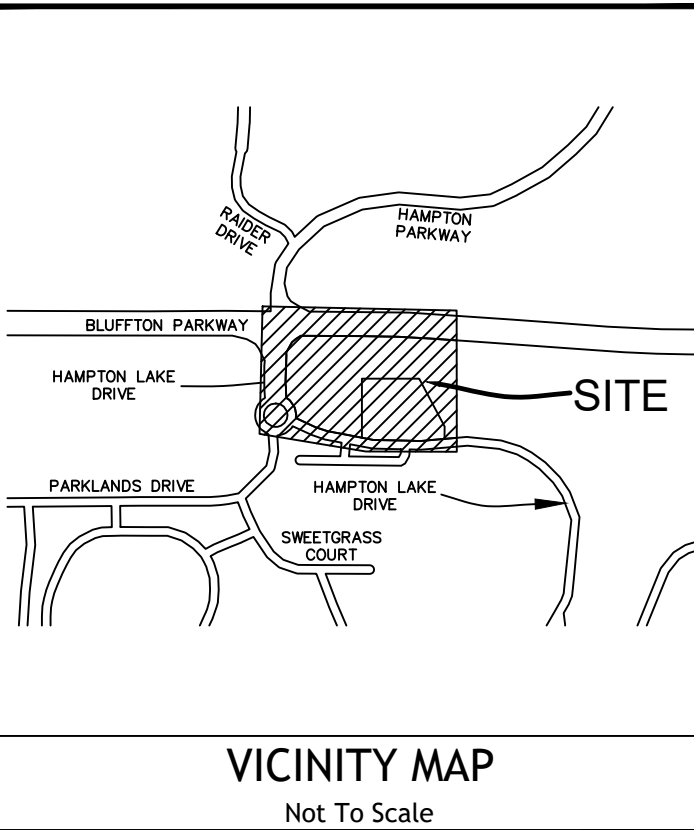 RAIDER
DRIVE
HAMPTON
PARKWAY
BLUFFTON PARKWAY
HAMPTON LAKE
DRIVE
SITE
PARKLANDS DRIVE
HAMPTON LAKE
DRIVE
SWEETGRASS
COURT
VICINITY MAP
Not To Scale